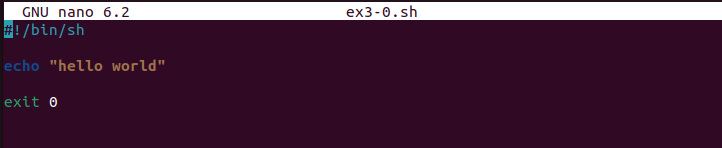 GNU nano 6.2 ex3-0.sh
#!/bin/sh
echo "hello world"
exit 0